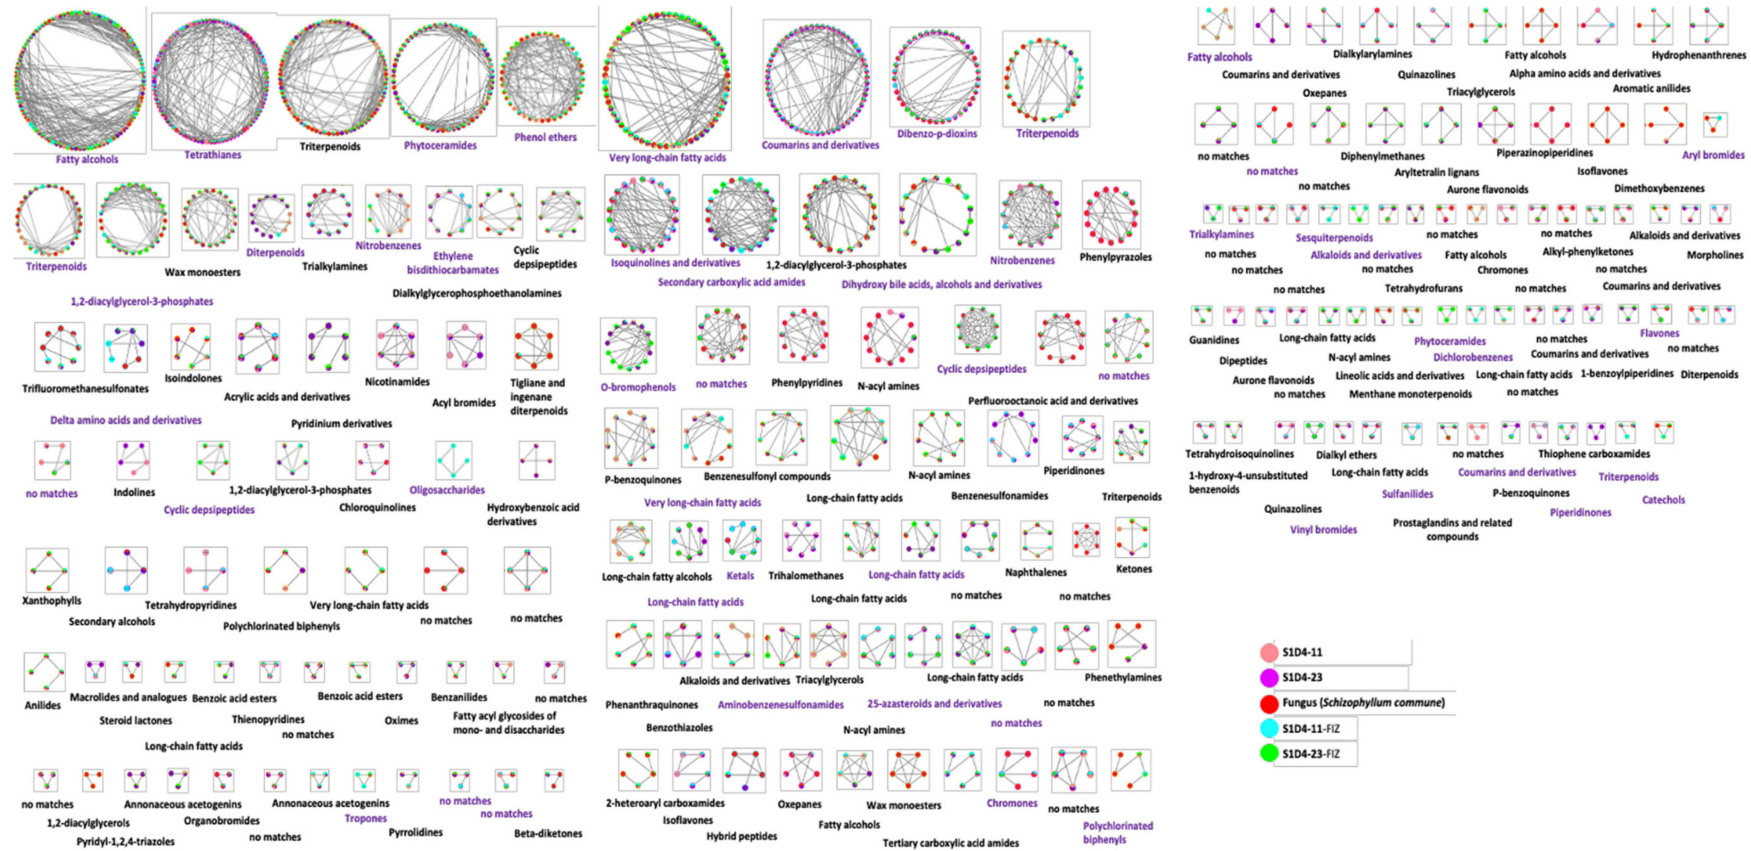 Fatty alcohols
Tetrathianes
Triterpenoids
Phytoceramides
Phenol ethers
Triterpenoids
1,2-diacylglycerol-3-phosphates
Wax monoesters
Diterpenoids
Trialkylamines
Nitrobenzenes
Ethylene
bisdithiocarbamates
Dialkylglycerophosphoethanolamines
Cyclic
depsipeptides
Trifluoromethanesulfonates
Delta amino acids and derivatives
Isoindolones
Acrylic acids and derivatives
Pyridinium derivatives
Nicotinamides
Acyl bromides
Tigliane and
ingenane
diterpenoids
no matches
Indolines
Cyclic depsipeptides
1,2-diacylglycerol-3-phosphates
Chloroquinolines
Oligosaccharides
Hydroxybenzoic acid
derivatives
Xanthophylls
Secondary alcohols
Tetrahydropyridines
Polychlorinated biphenyls
Very long-chain fatty acids
no matches
no matches
Anilides
Macrolides and analogues
Steroid lactones
Long-chain fatty acids
Benzoic acid esters
Thienopyridines
no matches
Benzoic acid esters
Oximes
Benzanilides
Fatty acyl glycosides of
mono- and disaccharides
no matches
no matches
1,2-diacylglycerols
Pyridyl-1,2,4-triazoles
Annonaceous acetogenins
Organobromides
no matches
Annonaceous acetogenins
Tropones
Pyrrolidines
no matches
no matches
Beta-diketones
Very long-chain fatty acids
Coumarins and derivatives
Dibenzo-p-dioxins
Triterpenoids
Isoquinolines and derivatives
Secondary carboxylic acid amides
1,2-diacylglycerol-3-phosphates
Dihydroxy bile acids, alcohols and derivatives
Nitrobenzenes
Phenylpyrazoles
O-bromophenols
no matches
Phenylpyridines
N-acyl amines
Cyclic depsipeptides
Perfluorooctanoic acid and derivatives
no matches
P-benzoquinones
Very long-chain fatty acids
Benzenesulfonyl compounds
Long-chain fatty acids
N-acyl amines
Benzenesulfonamides
Piperidinones
Triterpenoids
Long-chain fatty alcohols
Long-chain fatty acids
Ketals
Trihalomethanes
Long-chain fatty acids
Long-chain fatty acids
no matches
Naphthalenes
no matches
Ketones
Phenanthraquinones
Benzothiazoles
Alkaloids and derivatives
Aminobenzenesulfonamides
Triacylglycerols
N-acyl amines
25-azasteroids and derivatives
Long-chain fatty acids
no matches
no matches
Phenethylamines
2-heteroaryl carboxamides
Isoflavones
Hybrid peptides
Oxepanes
Fatty alcohols
Wax monoesters
Tertiary carboxylic acid amides
Chromones
no matches
Polychlorinated
biphenyls
Fatty alcohols
Coumarins and derivatives
Oxepanes
Dialkylarylamines
Quinazolines
Triacylglycerols
Fatty alcohols
Alpha amino acids and derivatives
Aromatic anilides
Hydrophenanthrenes
no matches
no matches
no matches
Diphenylmethanes
Aryltetralin lignans
Aurone flavonoids
Piperazinopiperidines
Isoflavones
Dimethoxybenzenes
Aryl bromides
Trialkylamines
no matches
no matches
no matches
Sesquiterpenoids
Alkaloids and derivatives
no matches
Tetrahydrofurans
no matches
Fatty alcohols
Chromones
no matches
no matches
Alkyl-phenylketones
no matches
Coumarins and derivatives
Alkaloids and derivatives
Morpholines
Guanidines
Dipeptides
Aurone flavonoids
no matches
Long-chain fatty acids
N-acyl amines
Lineolic acids and derivatives
Menthane monoterpenoids
Phytoceramides
Dichlorobenzenes
Long-chain fatty acids
no matches
no matches
Coumarins and derivatives
1-benzoylpiperidines
Flavones
no matches
Diterpenoids
Tetrahydroisoquinolines
1-hydroxy-4-unsubstituted
benzenoids
Quinazolines
Vinyl bromides
Dialkyl ethers
Long-chain fatty acids
Sulfanilides
Prostaglandins and related
compounds
no matches
Coumarins and derivatives
P-benzoquinones
Piperidinones
Thiophene carboxamides
Triterpenoids
Catechols
S1D4-11
S1D4-23
Fungus (Schizophyllum commune)
S1D4-11-FIZ
S1D4-23-FIZ